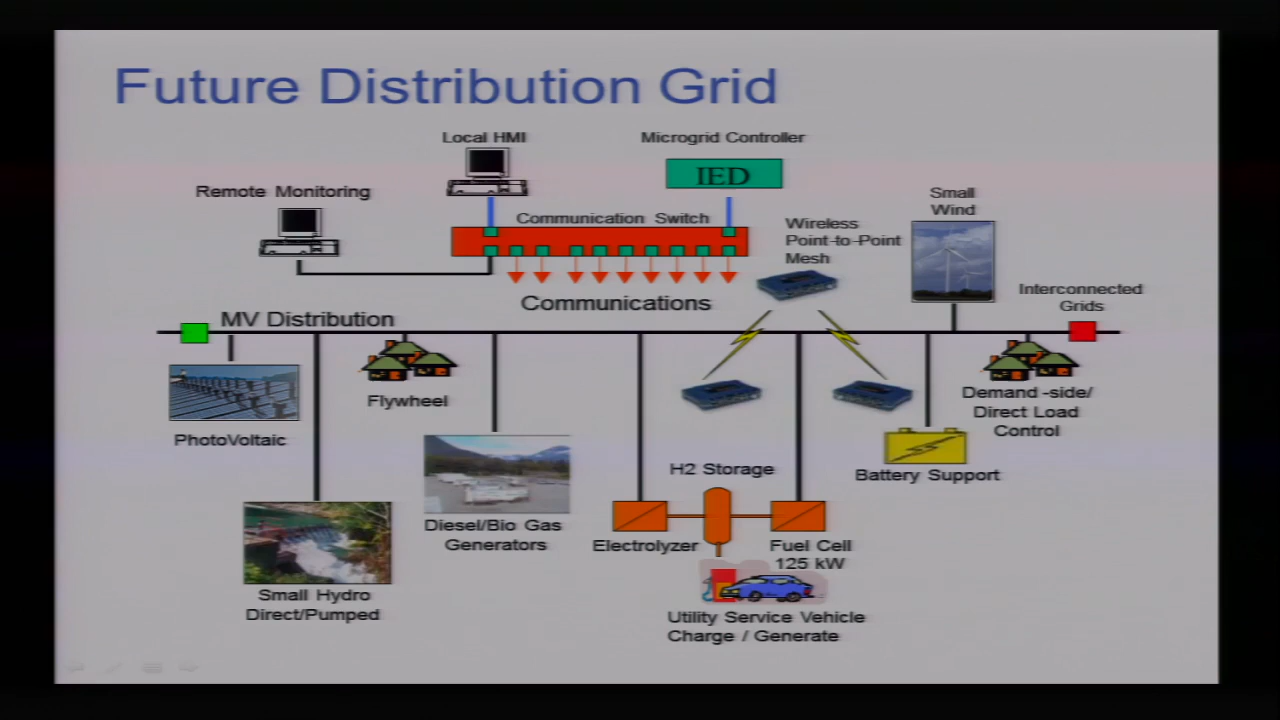 Future Distribution Grid
Local HMI
Microgrid Controller
IED
Remote Monitoring
Small
Wind
Communication Switch
Wireless
Point-to-Point
Mesh
Interconnected
Grids
Communications
MV Distribution
Flywheel
PhotoVoltaic
Demand -side/
Direct Load
Control
H2 Storage
Battery Support
Diesel/Bio Gas
Generators
Electrolyzer
Fuel Cell
125 kW
Small Hydro
Direct/Pumped
Utility Service Vehicle
Charge / Generate